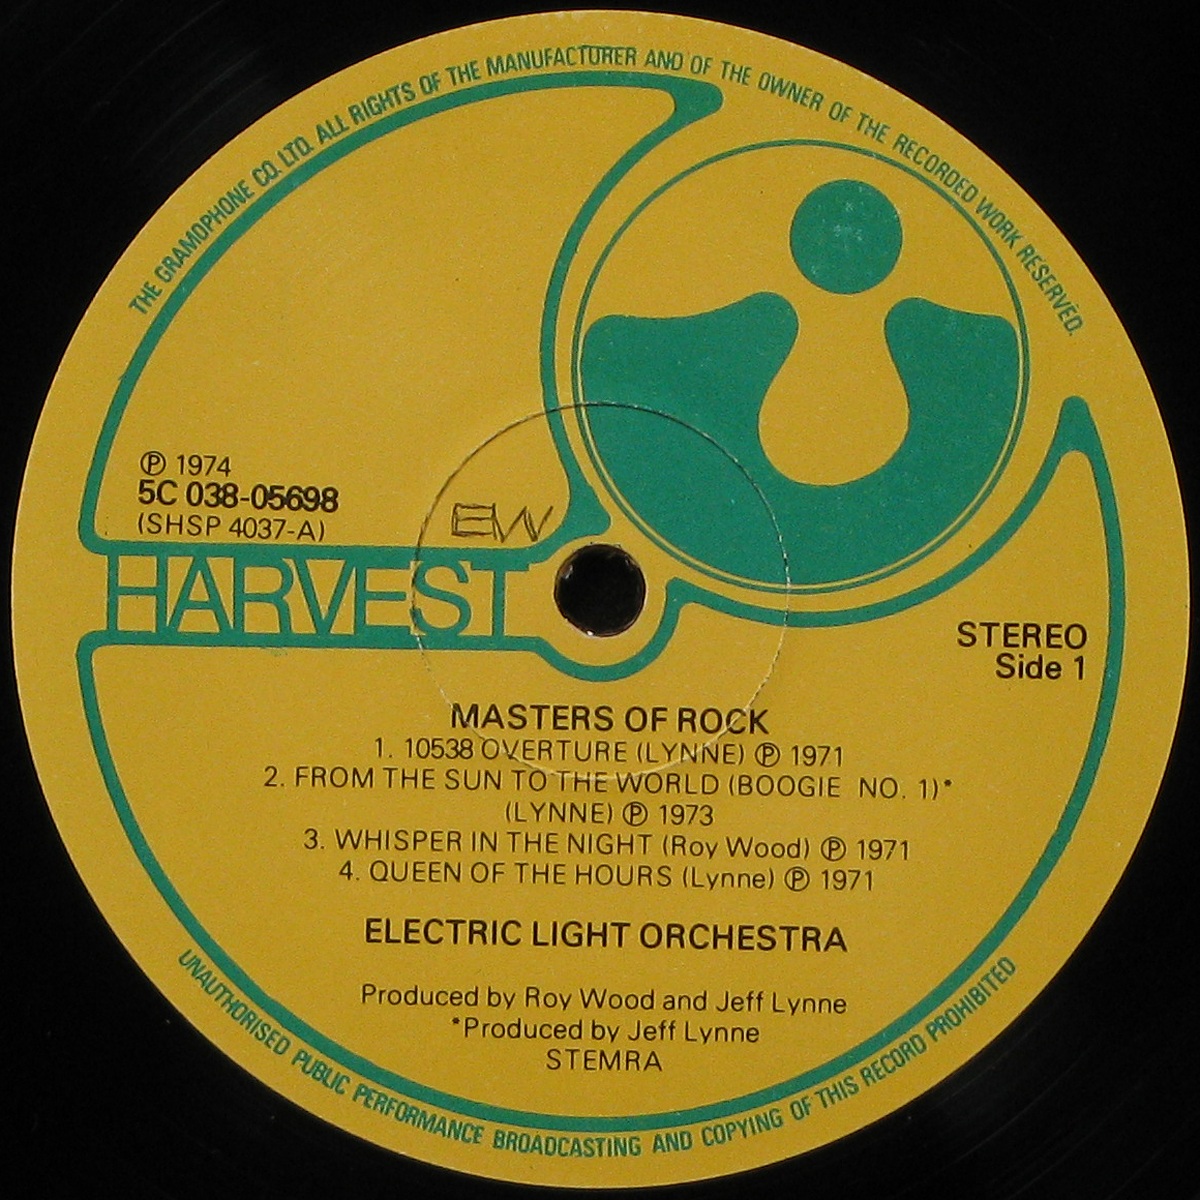 THE GRAMOPHONE CO. LTD. ALL RIGHTS OF THE MANUFACTURER AND OF THE OWNER OF THE RECORDED WORK RESERVED.
Ⓟ 1974
5C 038-05698
(SHSP 4037-A)
EW
HARVEST
STEREO
Side 1
MASTERS OF ROCK
1. 10538 OVERTURE (LYNNE) Ⓟ 1971
2. FROM THE SUN TO THE WORLD (BOOGIE NO. 1)*
(LYNNE) Ⓟ 1973
3. WHISPER IN THE NIGHT (Roy Wood) Ⓟ 1971
4. QUEEN OF THE HOURS (Lynne) Ⓟ 1971
ELECTRIC LIGHT ORCHESTRA
Produced by Roy Wood and Jeff Lynne
*Produced by Jeff Lynne
STEMRA
UNAUTHORISED PUBLIC PERFORMANCE BROADCASTING AND COPYING OF THIS RECORD PROHIBITED